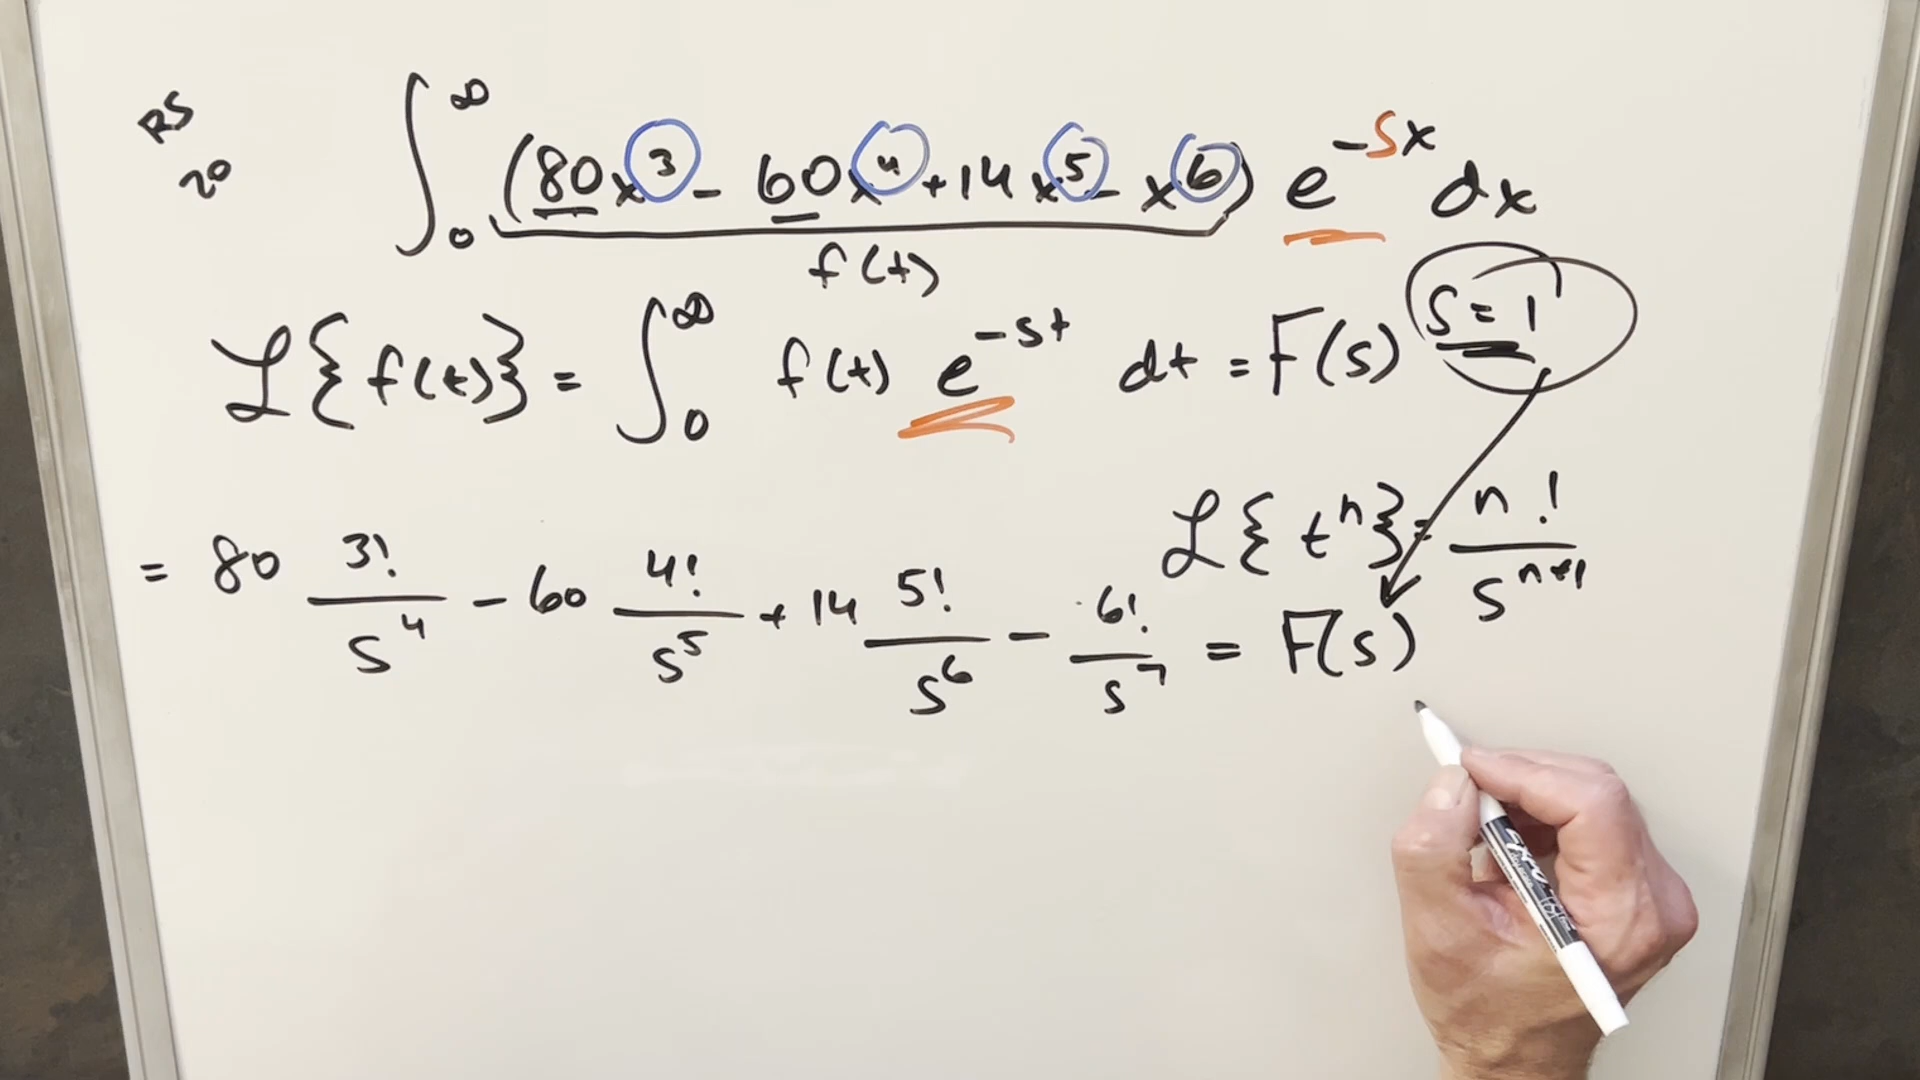 RS
20
∫₀^∞ (80x³ - 60x⁴ + 14x⁵ - x⁶) e^{-Sx} dx
f(t)
S = 1
ℒ{f(t)} = ∫₀^∞ f(t) e^{-st} dt = F(s)
ℒ{tⁿ} = n!/s^{n+1}
= 80 3!/s⁴ - 60 4!/s⁵ + 14 5!/s⁶ - 6!/s⁷ = F(s)
EXPO